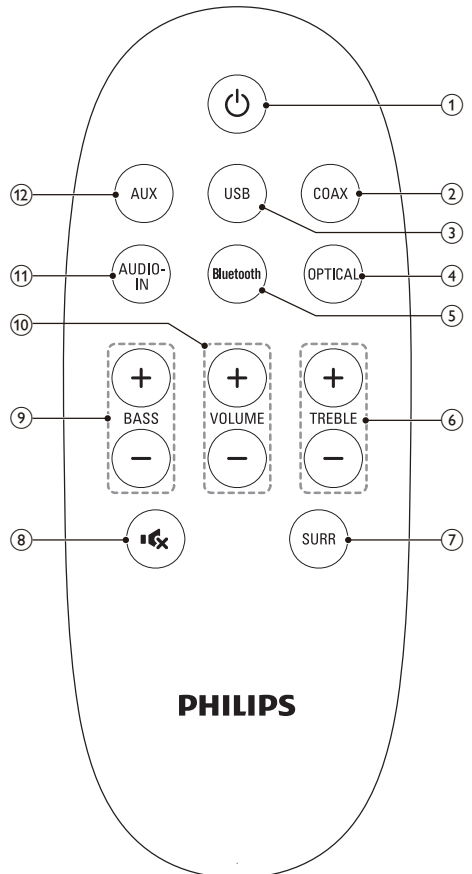 ①
⑫ AUX USB COAX ②
③
⑪ AUDIO-
IN Bluetooth OPTICAL ④
⑤
⑩
+ + +
⑨ BASS VOLUME TREBLE ⑥
− − −
⑧ SURR ⑦
PHILIPS